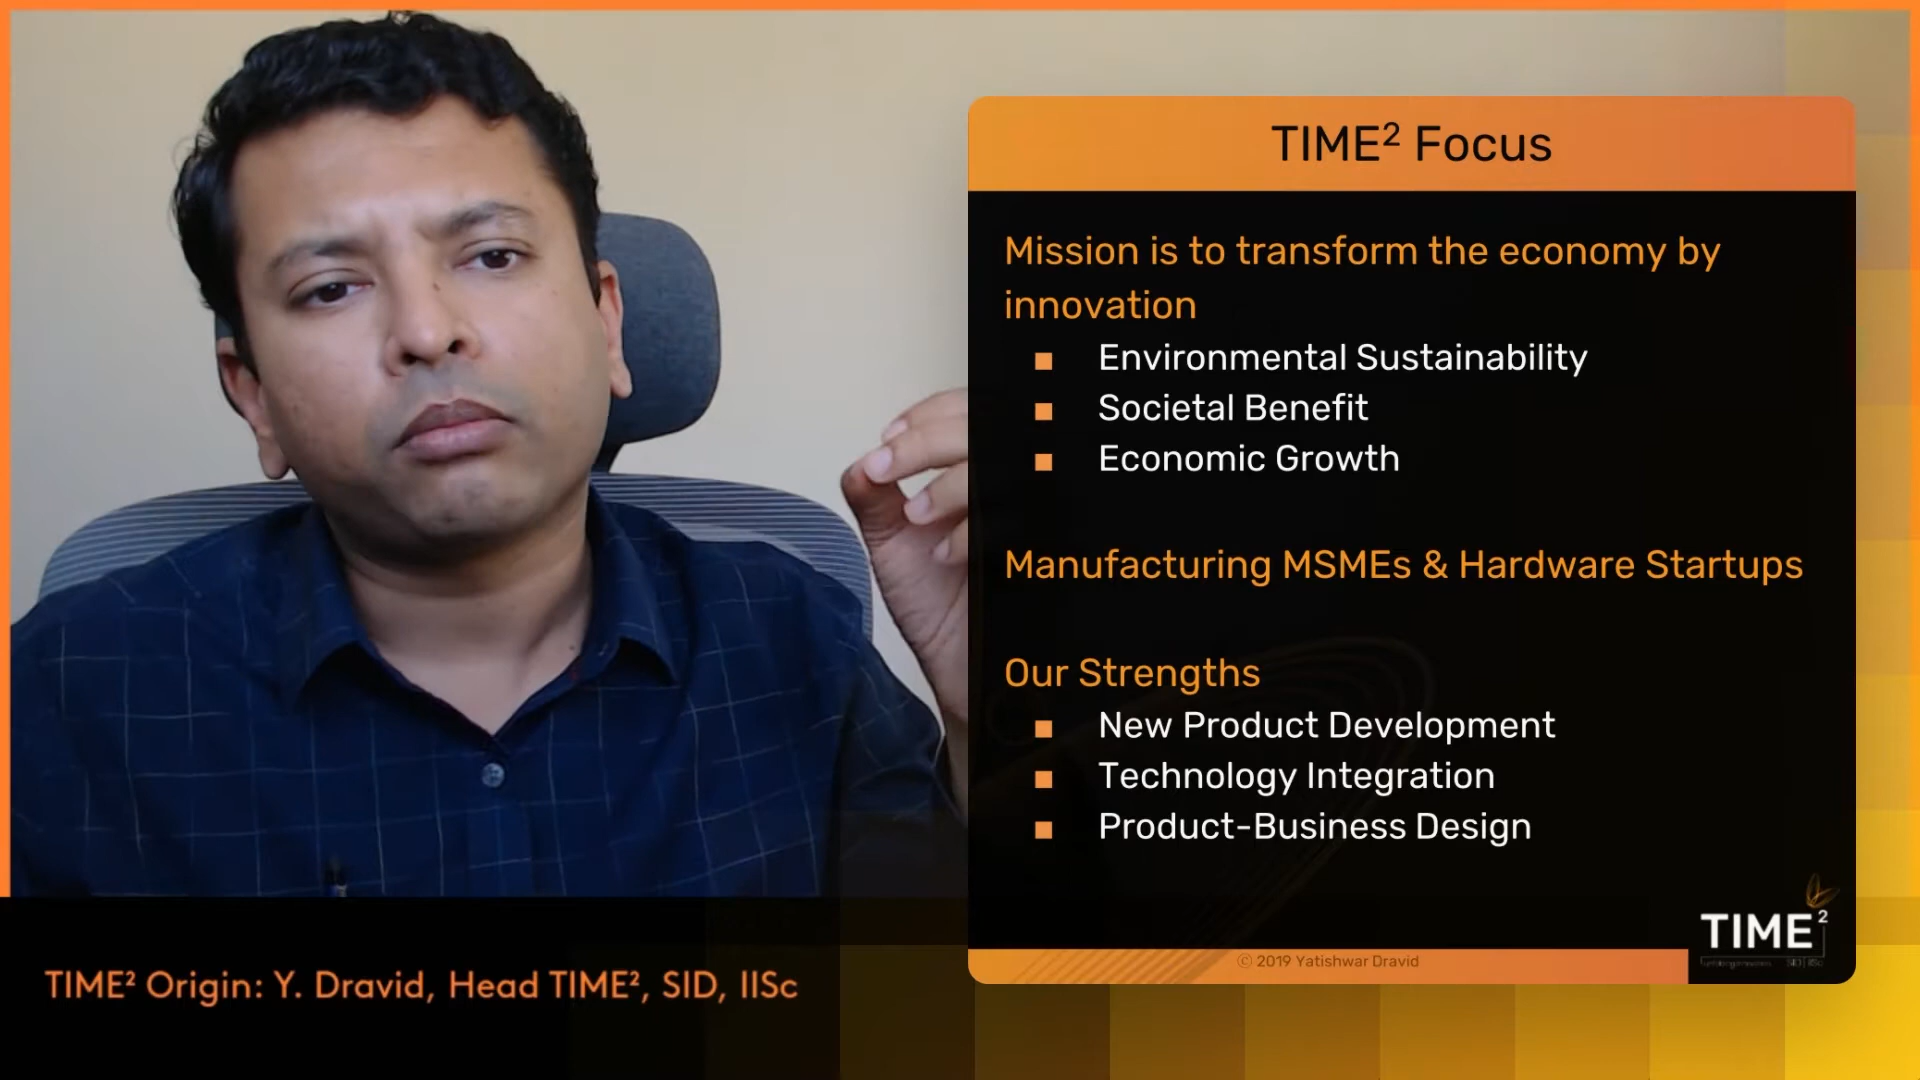 TIME² Focus
Mission is to transform the economy by
innovation
■ Environmental Sustainability
■ Societal Benefit
■ Economic Growth
Manufacturing MSMEs & Hardware Startups
Our Strengths
■ New Product Development
■ Technology Integration
■ Product-Business Design
TIME²
SID | IISc
© 2019 Yatishwar Dravid
TIME² Origin: Y. Dravid, Head TIME², SID, IISc